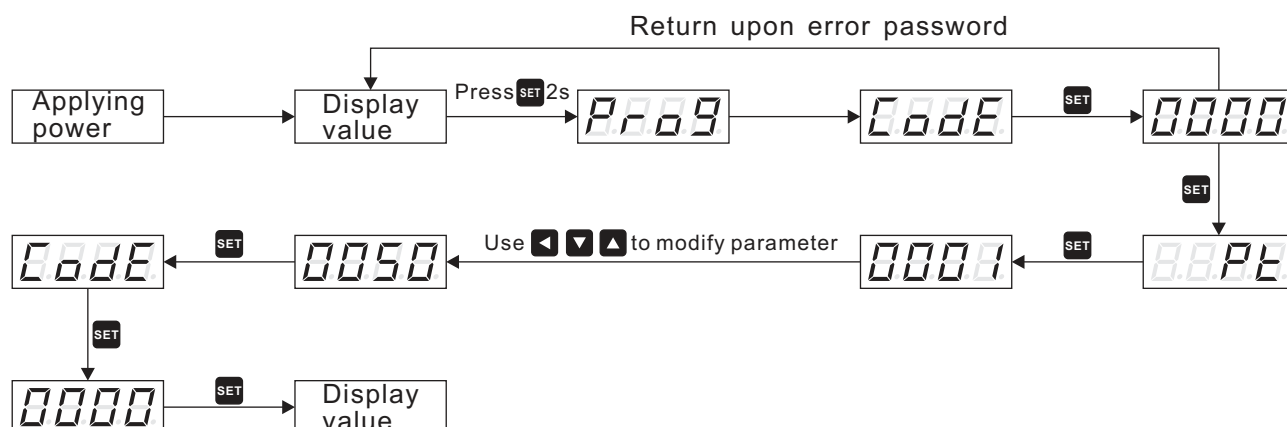 Return upon error password
Applying
power
Display
value
Press SET 2s
Prog
CodE
SET
0000
SET
CodE
SET
0050
Use ◀ ▼ ▲ to modify parameter
0001
SET
Pt
SET
0000
SET
Display
value